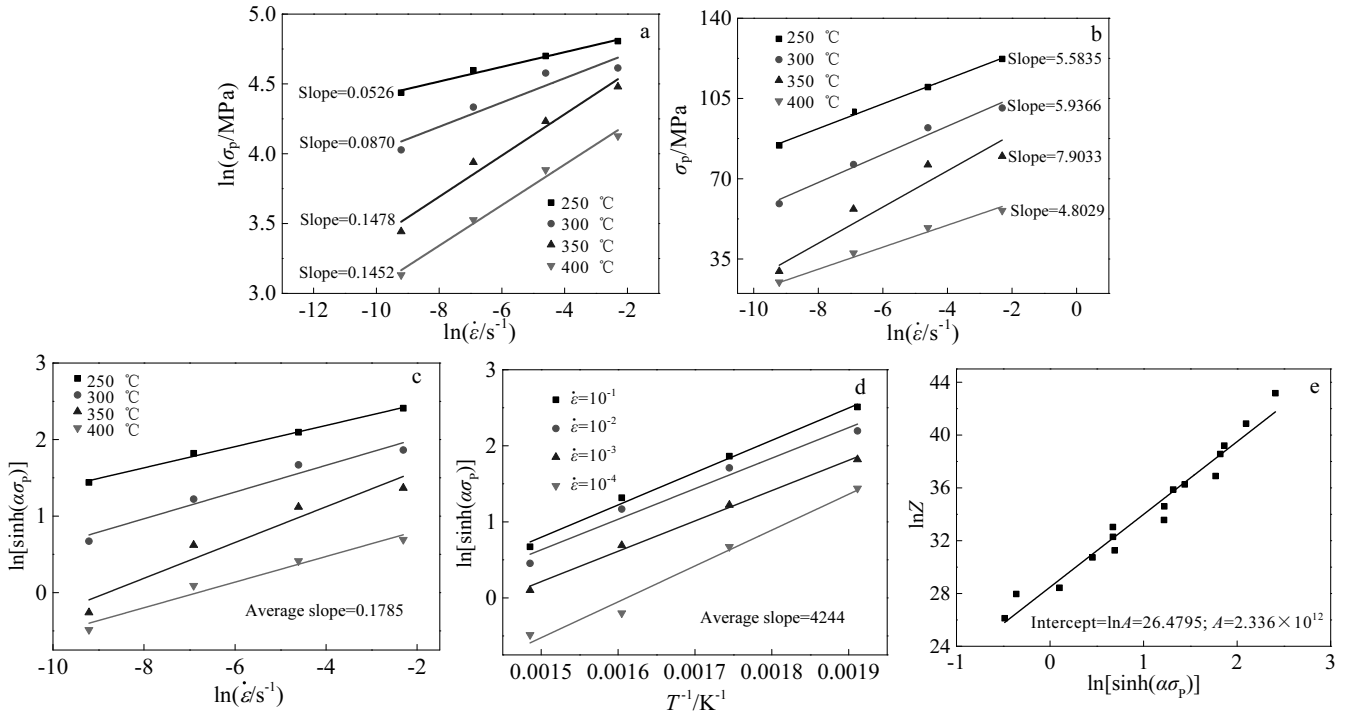 a
5.0
4.5
4.0
3.5
3.0
ln(σp/MPa)
Slope=0.0526
Slope=0.0870
Slope=0.1478
Slope=0.1452
250 ℃
300 ℃
350 ℃
400 ℃
-12 -10 -8 -6 -4 -2
ln(ε̇/s-1)
b
140
105
70
35
σp/MPa
250 ℃
300 ℃
350 ℃
400 ℃
Slope=5.5835
Slope=5.9366
Slope=7.9033
Slope=4.8029
-10 -8 -6 -4 -2 0
ln(ε̇/s-1)
c
3
2
1
0
ln[sinh(ασp)]
250 ℃
300 ℃
350 ℃
400 ℃
Average slope=0.1785
-10 -8 -6 -4 -2
ln(ε̇/s-1)
d
3
2
1
0
ln[sinh(ασp)]
ε̇=10-1
ε̇=10-2
ε̇=10-3
ε̇=10-4
Average slope=4244
0.0015 0.0016 0.0017 0.0018 0.0019
T-1/K-1
e
44
40
36
32
28
24
lnZ
Intercept=lnA=26.4795; A=2.336×1012
-1 0 1 2 3
ln[sinh(ασp)]